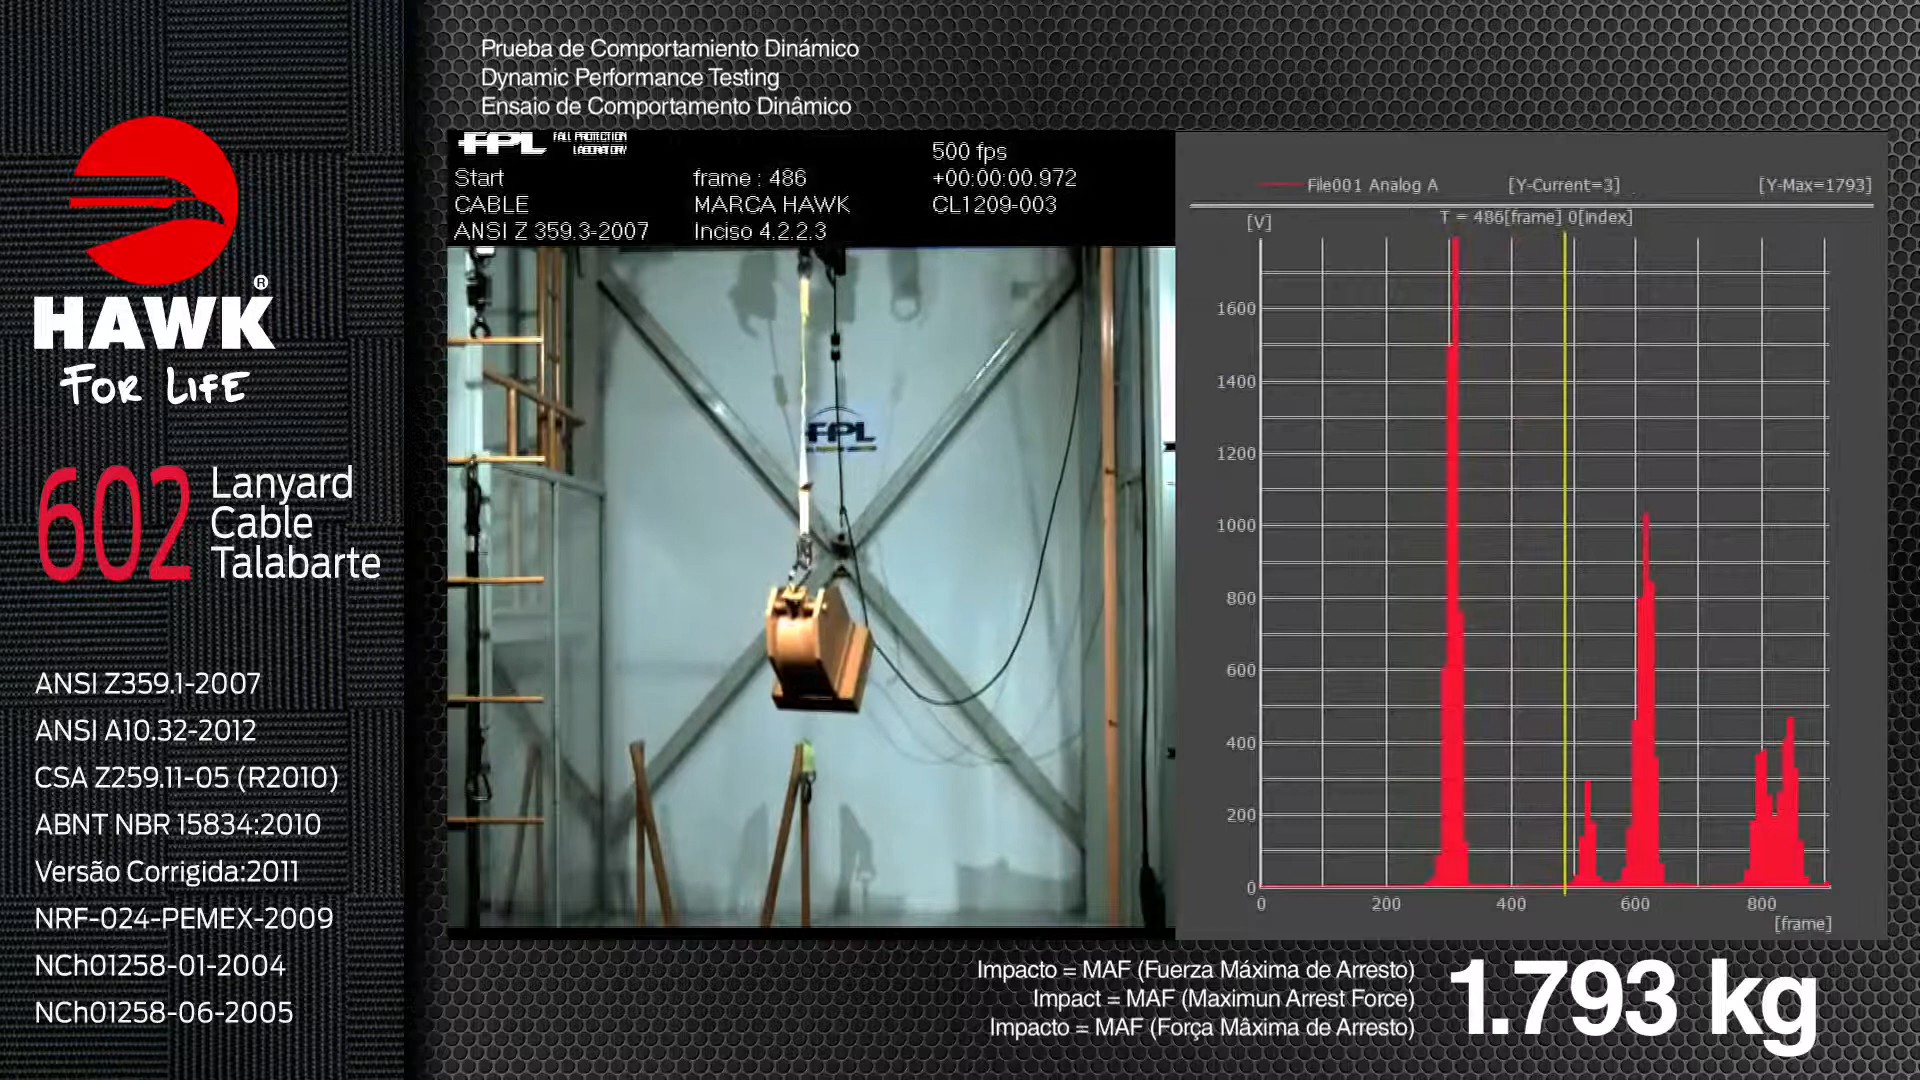 Prueba de Comportamiento Dinámico
Dynamic Performance Testing
Ensaio de Comportamento Dinâmico
HAWK®
FOR LIFE
602
Lanyard
Cable
Talabarte
ANSI Z359.1-2007
ANSI A10.32-2012
CSA Z259.11-05 (R2010)
ABNT NBR 15834:2010
Versão Corrigida:2011
NRF-024-PEMEX-2009
NCh01258-01-2004
NCh01258-06-2005
FPL FALL PROTECTION
LABORATORY
500 fps
Start frame : 486 +00:00:00.972
CABLE MARCA HAWK CL1209-003
ANSI Z 359.3-2007 Inciso 4.2.2.3
FPL
File001 Analog A [Y-Current=3] [Y-Max=1793]
[V] T = 486[frame] 0[index]
1600
1400
1200
1000
800
600
400
200
0
0 200 400 600 800
[frame]
Impacto = MAF (Fuerza Máxima de Arresto)
Impact = MAF (Maximun Arrest Force)
Impacto = MAF (Força Mâxima de Arresto)
1.793 kg